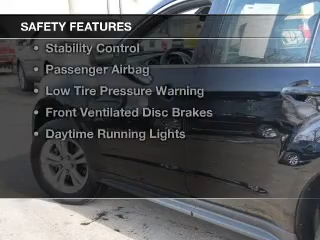 SAFETY FEATURES
• Stability Control
• Passenger Airbag
• Low Tire Pressure Warning
• Front Ventilated Disc Brakes
• Daytime Running Lights